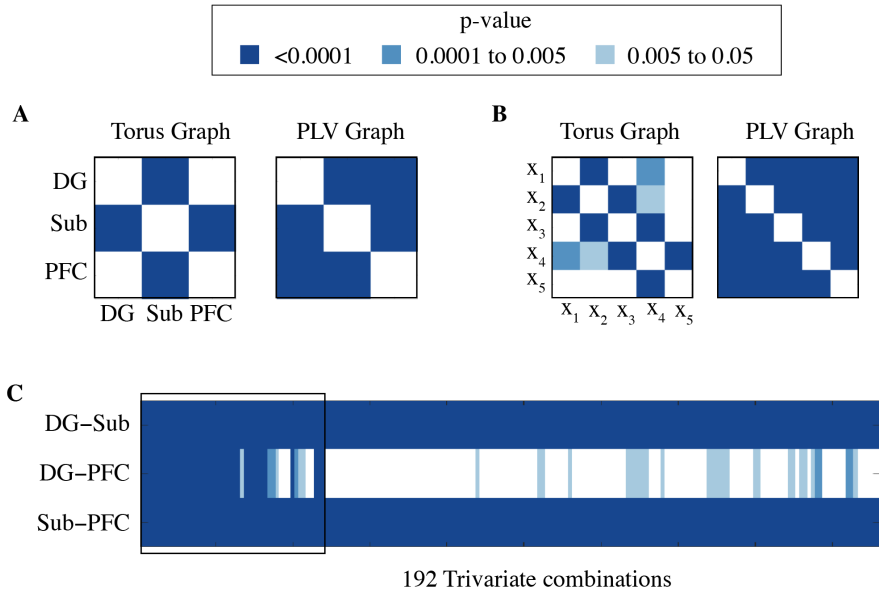 p-value
<0.0001 0.0001 to 0.005 0.005 to 0.05
A
Torus Graph PLV Graph
DG
Sub
PFC
DG Sub PFC
B
Torus Graph PLV Graph
x1
x2
x3
x4
x5
x1 x2 x3 x4 x5
C
DG–Sub
DG–PFC
Sub–PFC
192 Trivariate combinations